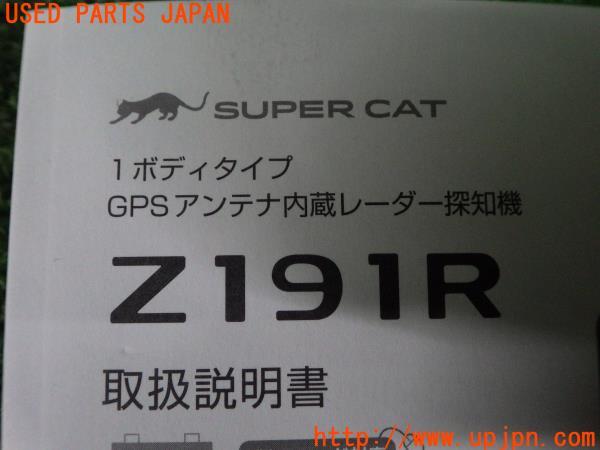 USED PARTS JAPAN
SUPER CAT
1ボディタイプ
GPSアンテナ内蔵レーダー探知機
Z191R
取扱説明書
http://www.upjpn.com/